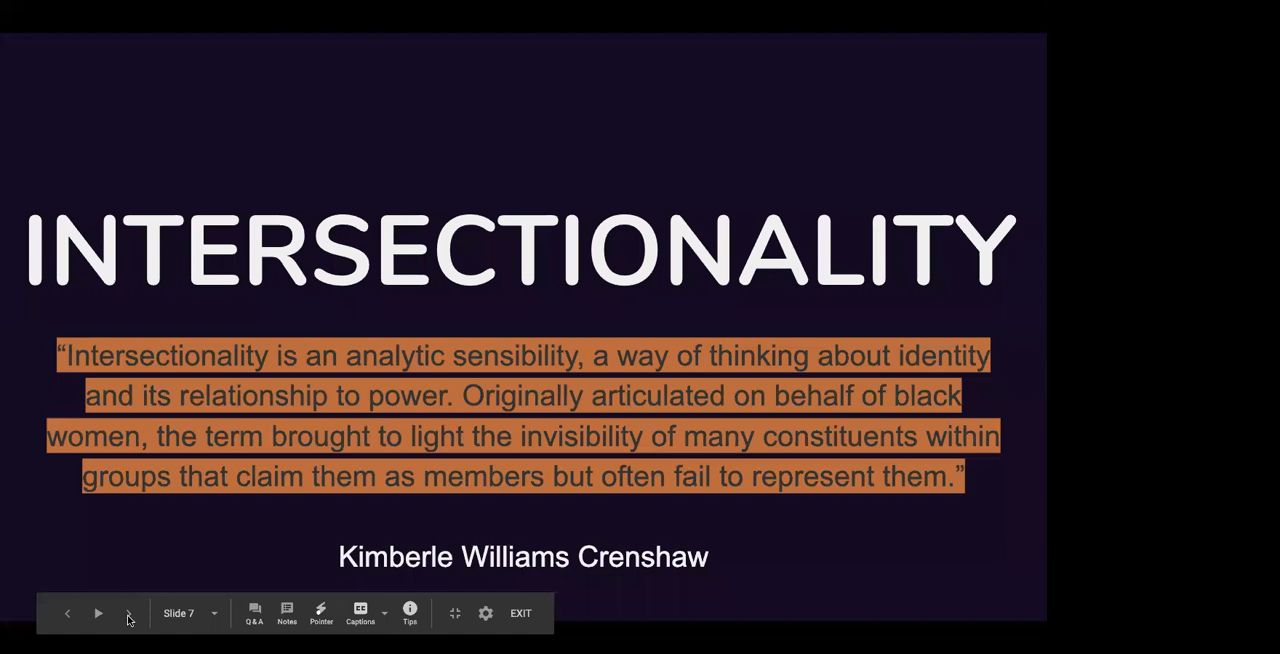 INTERSECTIONALITY
“Intersectionality is an analytic sensibility, a way of thinking about identity
and its relationship to power. Originally articulated on behalf of black
women, the term brought to light the invisibility of many constituents within
groups that claim them as members but often fail to represent them.”
Kimberle Williams Crenshaw
Slide 7
Q & A Notes Pointer CC Captions Tips EXIT